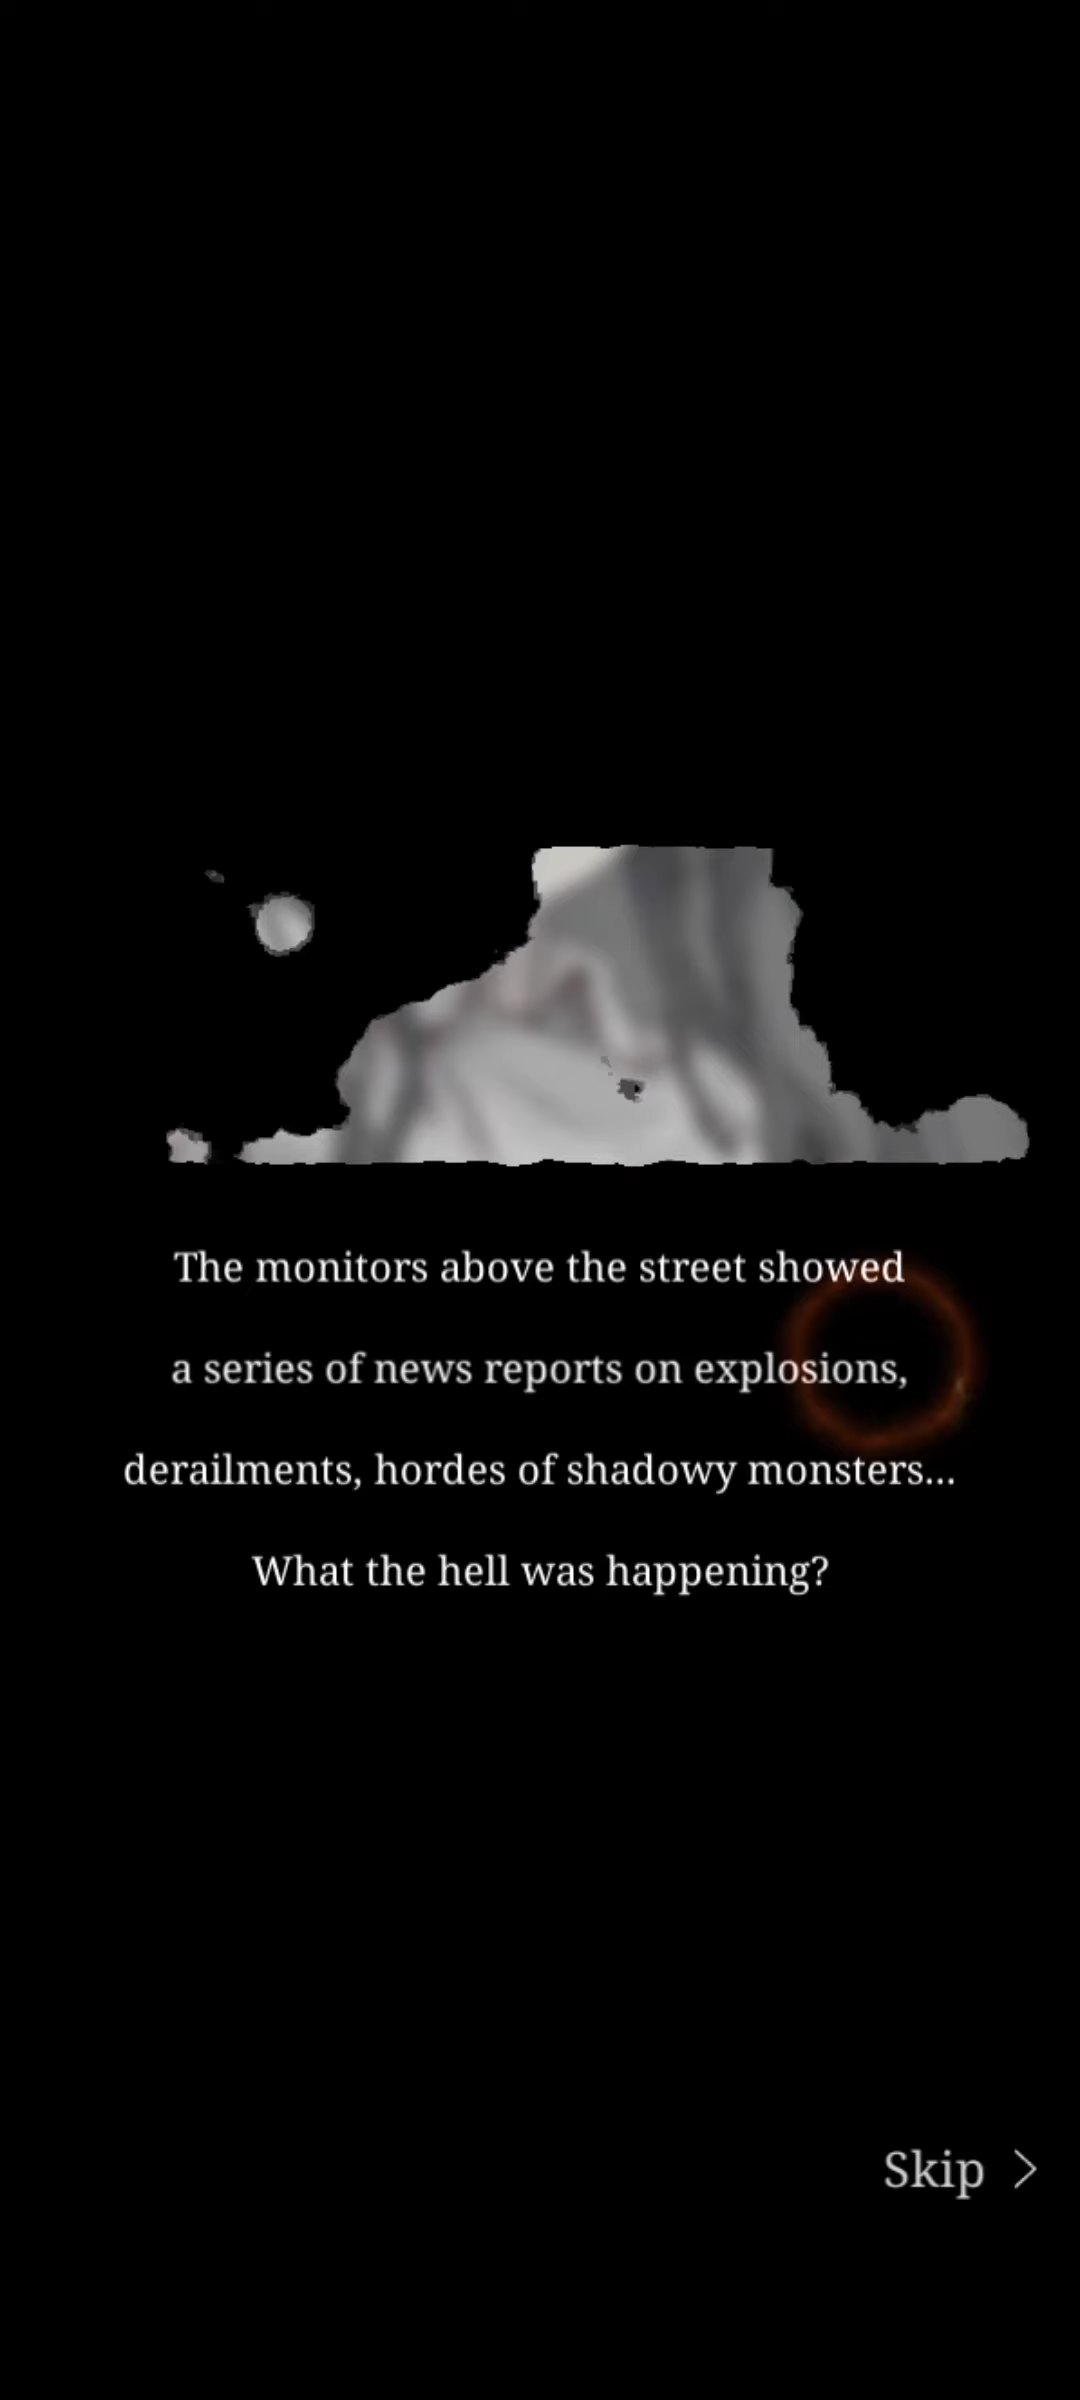 The monitors above the street showed
a series of news reports on explosions,
derailments, hordes of shadowy monsters...
What the hell was happening?
Skip >